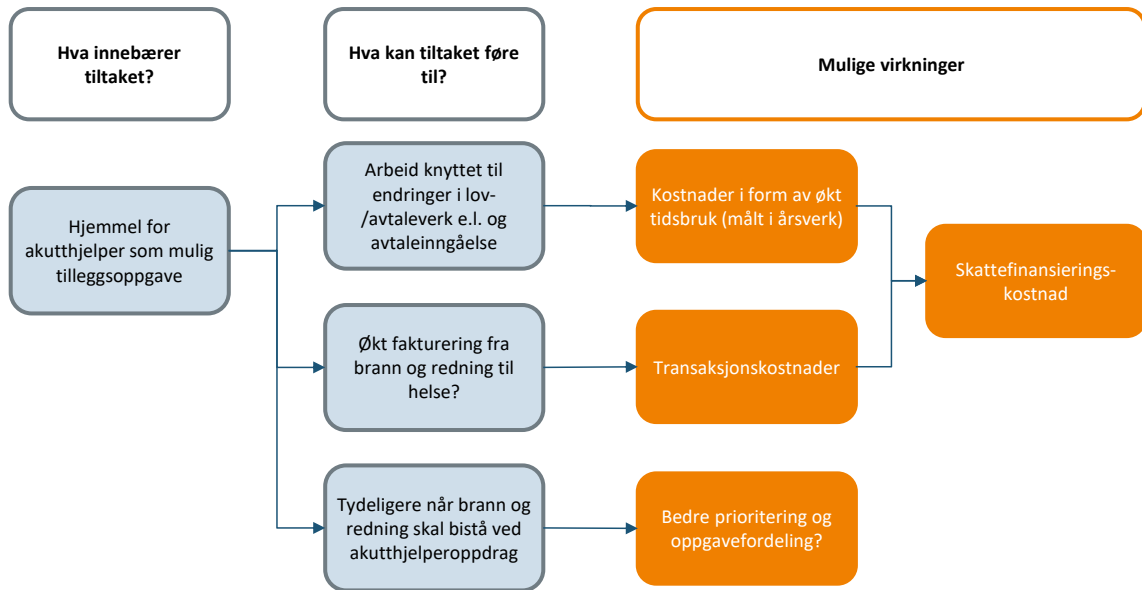 Hva innebærer
tiltaket?
Hva kan tiltaket føre
til?
Mulige virkninger
Hjemmel for
akutthjelper som mulig
tilleggsoppgave
Arbeid knyttet til
endringer i lov-
/avtaleverk e.l. og
avtaleinngåelse
Kostnader i form av økt
tidsbruk (målt i årsverk)
Skattefinansierings-
kostnad
Økt fakturering fra
brann og redning til
helse?
Transaksjonskostnader
Tydeligere når brann og
redning skal bistå ved
akutthjelperoppdrag
Bedre prioritering og
oppgavefordeling?